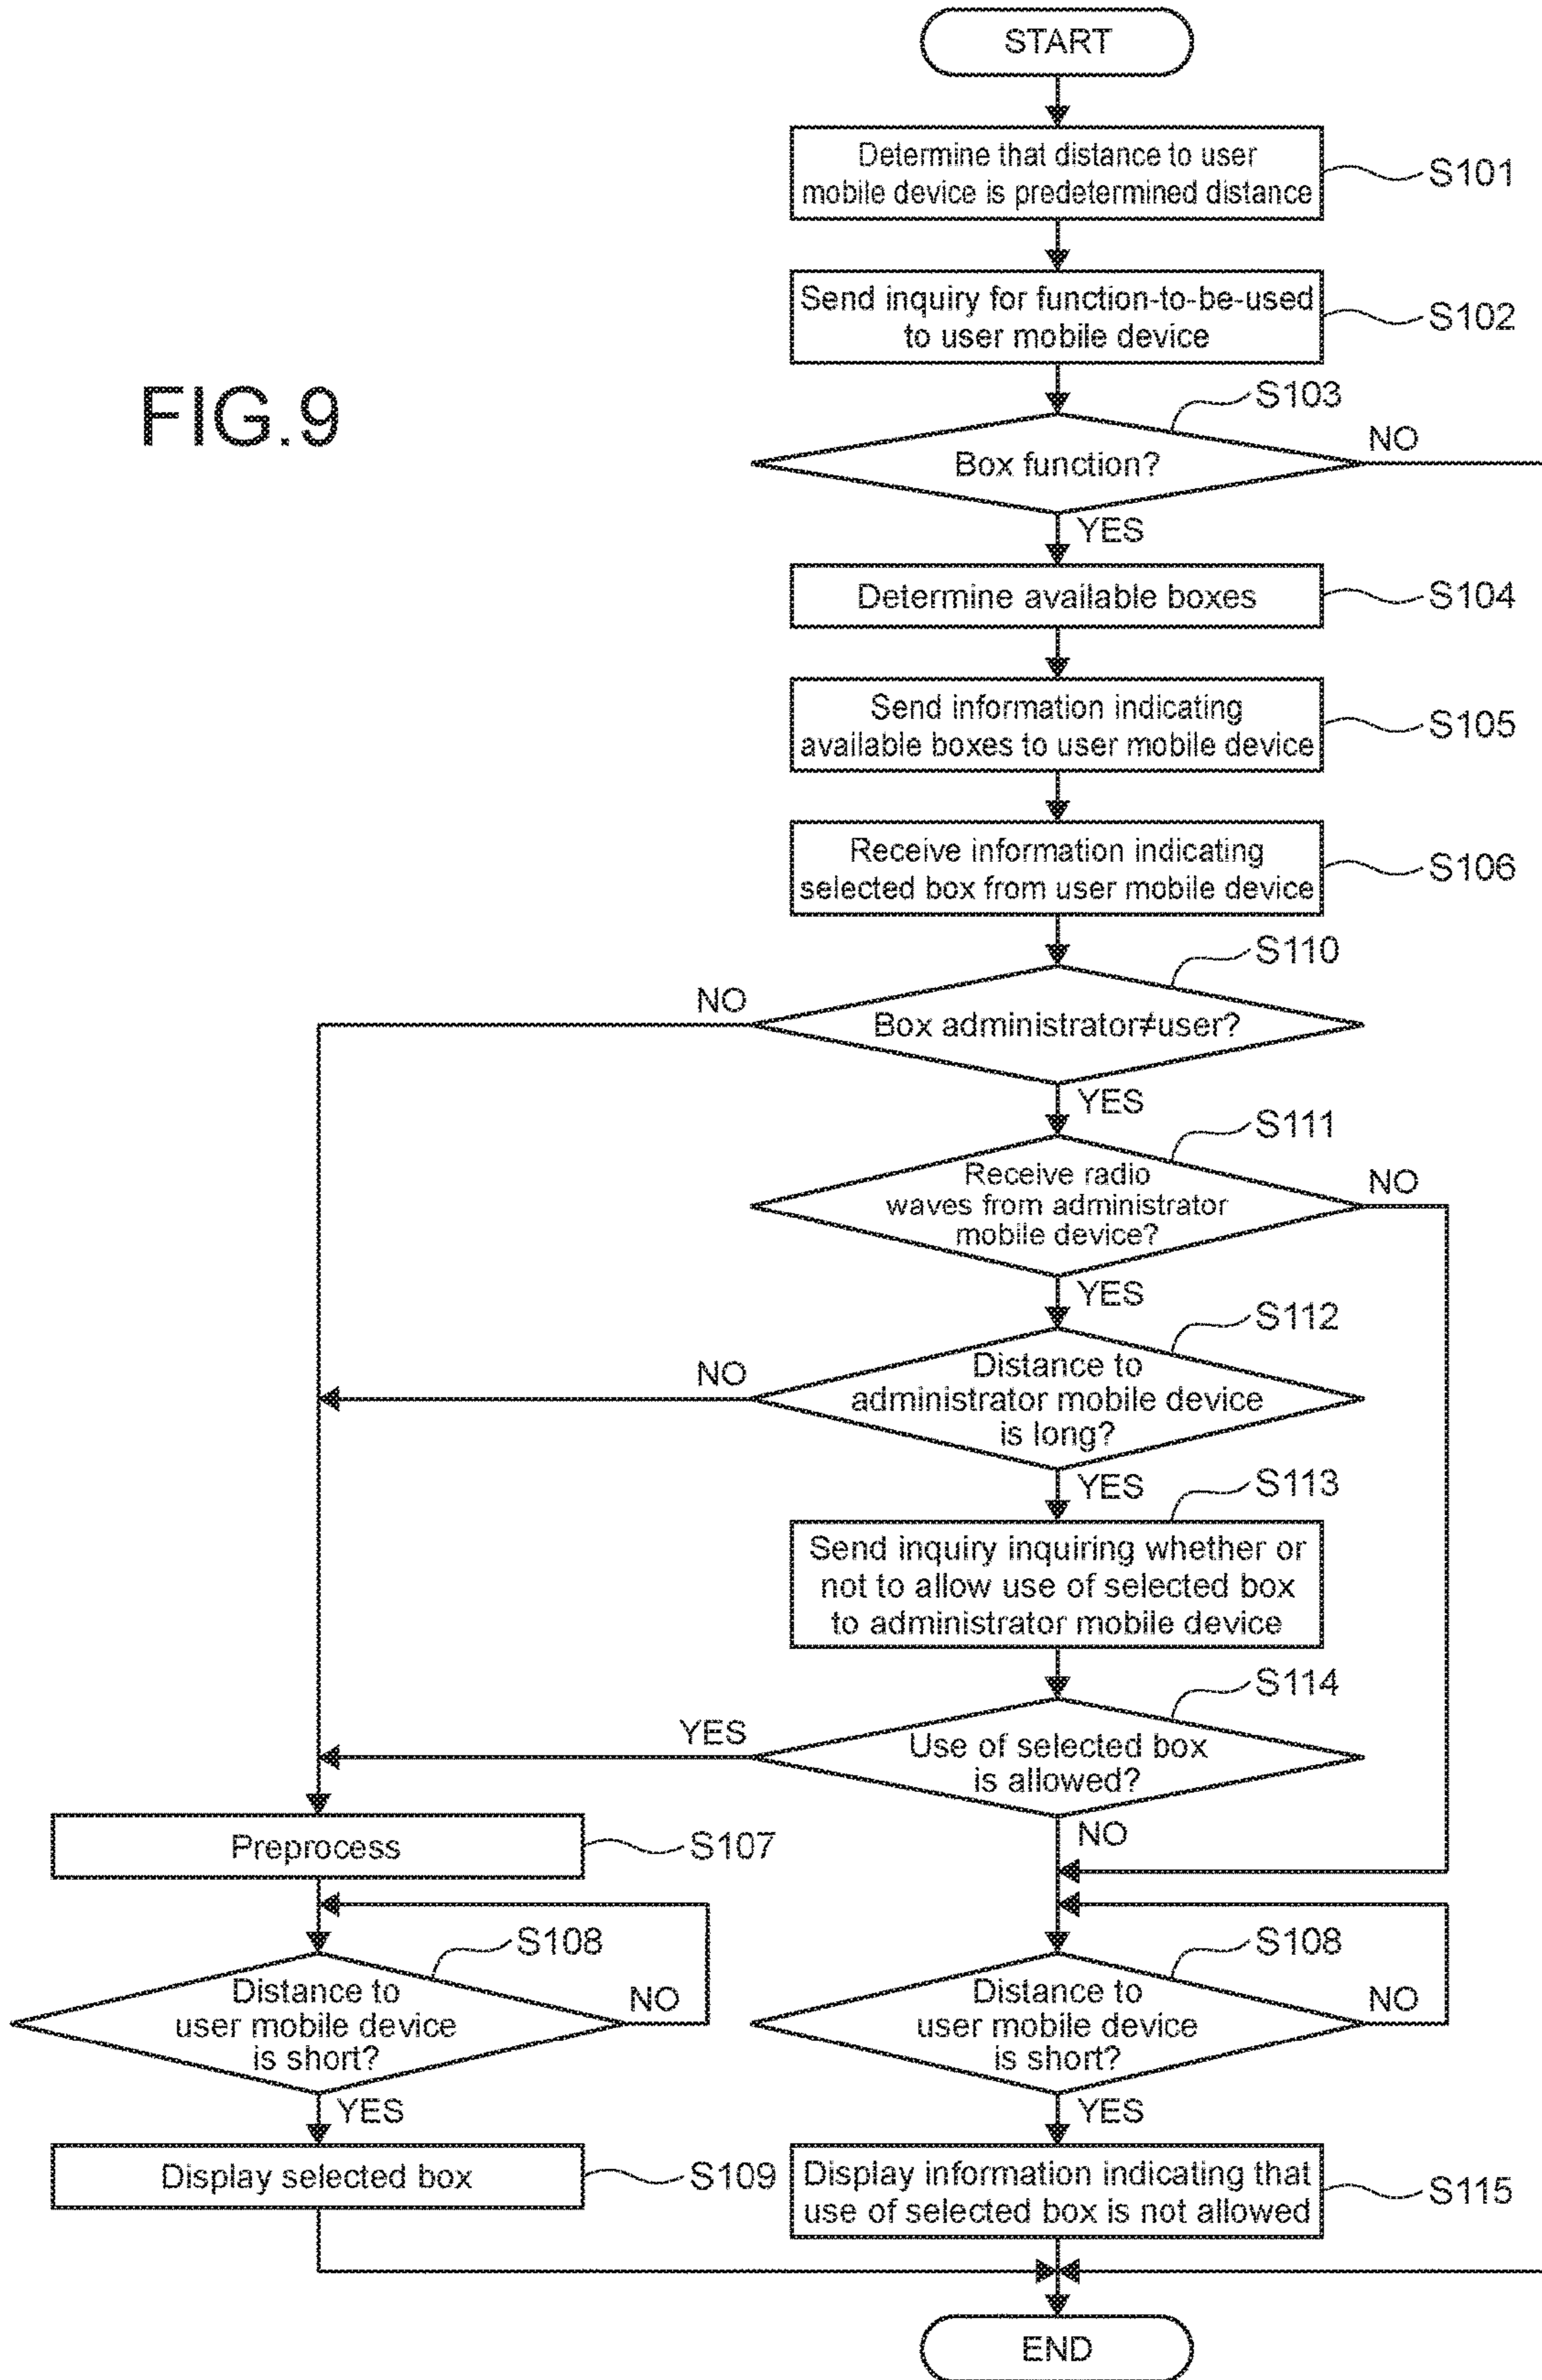 START
Determine that distance to user
mobile device is predetermined distance
S101
Send inquiry for function-to-be-used
to user mobile device
S102
FIG.9
S103
Box function?
NO
YES
Determine available boxes
S104
Send information indicating
available boxes to user mobile device
S105
Receive information indicating
selected box from user mobile device
S106
S110
NO
Box administrator≠user?
YES
S111
Receive radio
waves from administrator
mobile device?
NO
YES
S112
NO
Distance to
administrator mobile device
is long?
YES
S113
Send inquiry inquiring whether or
not to allow use of selected box
to administrator mobile device
S114
YES
Use of selected box
is allowed?
NO
Preprocess
S107
S108
Distance to
user mobile device
is short?
NO
YES
Display selected box
S109
S108
Distance to
user mobile device
is short?
NO
YES
Display information indicating that
use of selected box is not allowed
S115
END